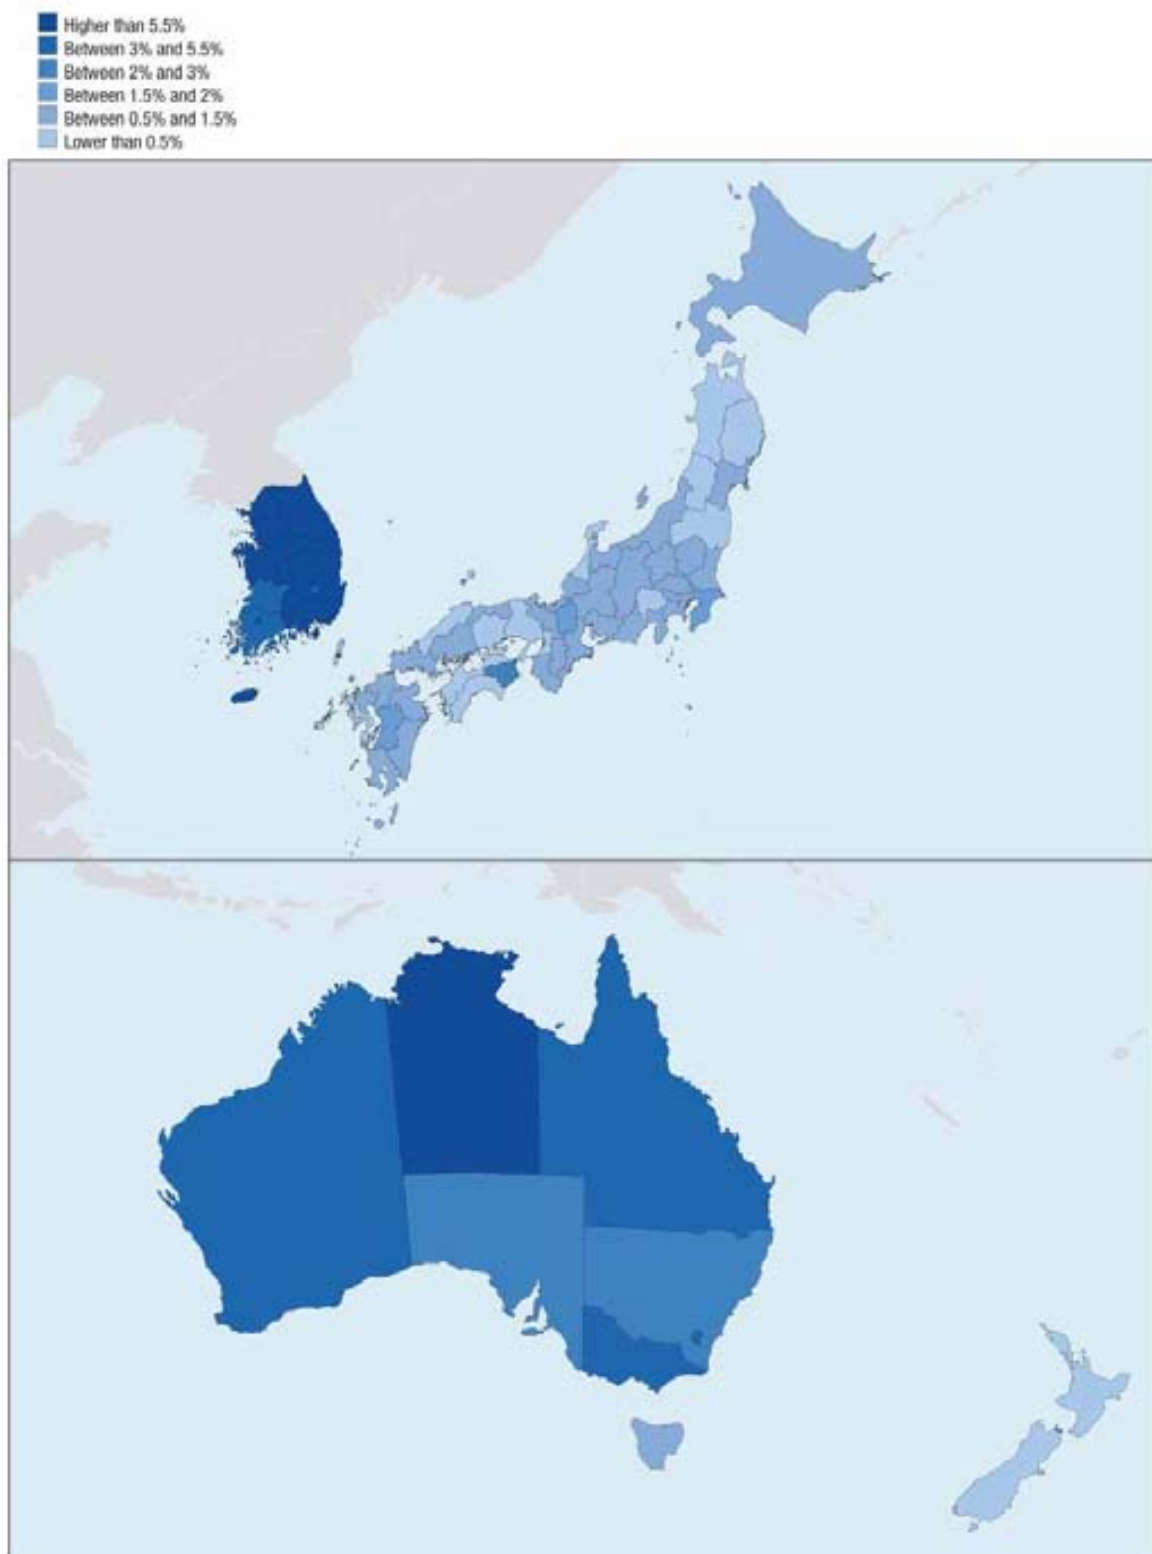 Higher than 5.5%
Between 3% and 5.5%
Between 2% and 3%
Between 1.5% and 2%
Between 0.5% and 1.5%
Lower than 0.5%